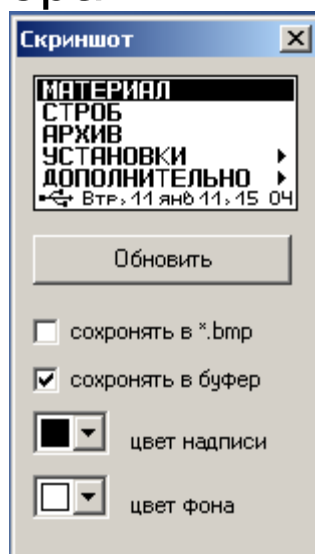 Скриншот
МАТЕРИАЛ
СТРОБ
АРХИВ
УСТАНОВКИ
ДОПОЛНИТЕЛЬНО
Втр, 11 янв 11, 15 04
Обновить
сохронять в *.bmp
сохронять в буфер
цвет надписи
цвет фона